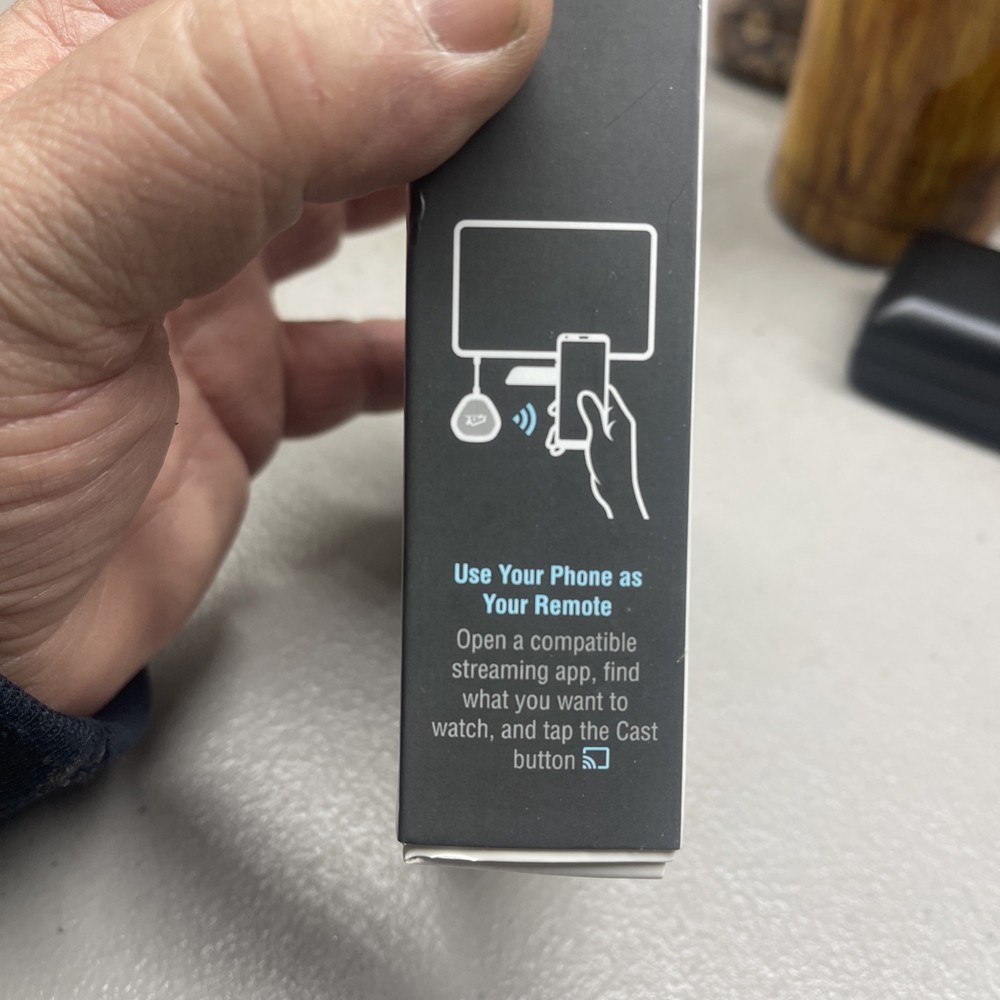 Use Your Phone as
Your Remote
Open a compatible
streaming app, find
what you want to
watch, and tap the Cast
button